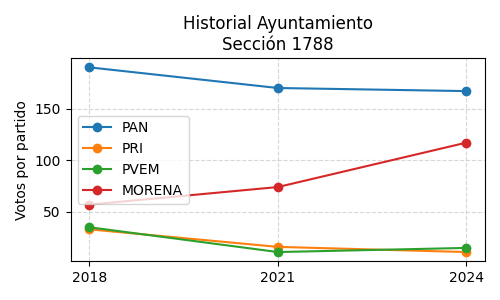 Historial Ayuntamiento
Sección 1788
Votos por partido
150
100
50
PAN
PRI
PVEM
MORENA
2018
2021
2024